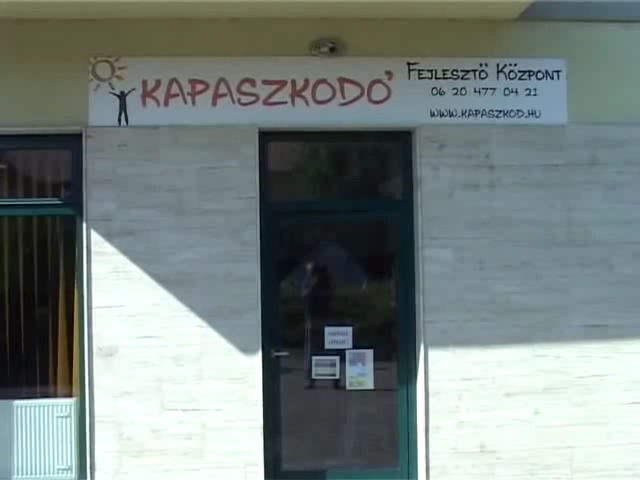 KAPASZKODÓ
FEJLESZTŐ KÖZPONT
06 20 477 04 21
WWW.KAPASZKOD.HU